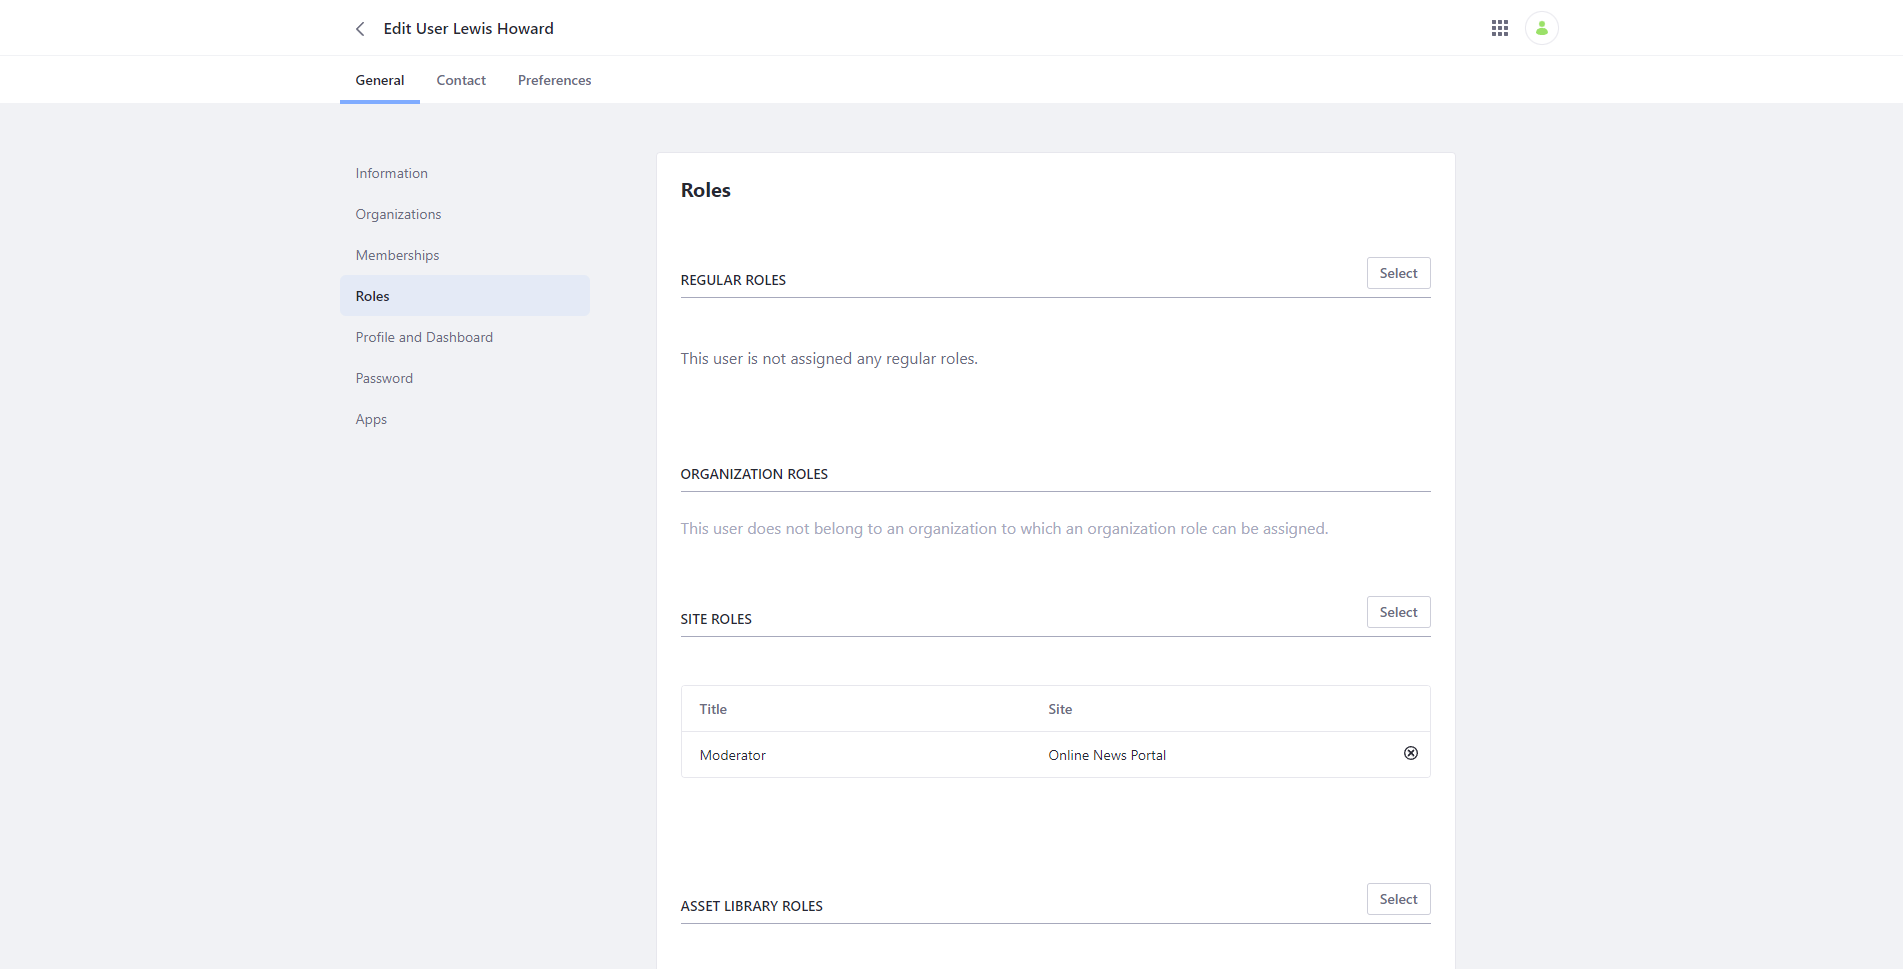 Edit User Lewis Howard
General Contact Preferences
Information
Organizations
Memberships
Roles
Profile and Dashboard
Password
Apps
Roles
REGULAR ROLES Select
This user is not assigned any regular roles.
ORGANIZATION ROLES
This user does not belong to an organization to which an organization role can be assigned.
SITE ROLES Select
Title Site
Moderator Online News Portal
ASSET LIBRARY ROLES Select